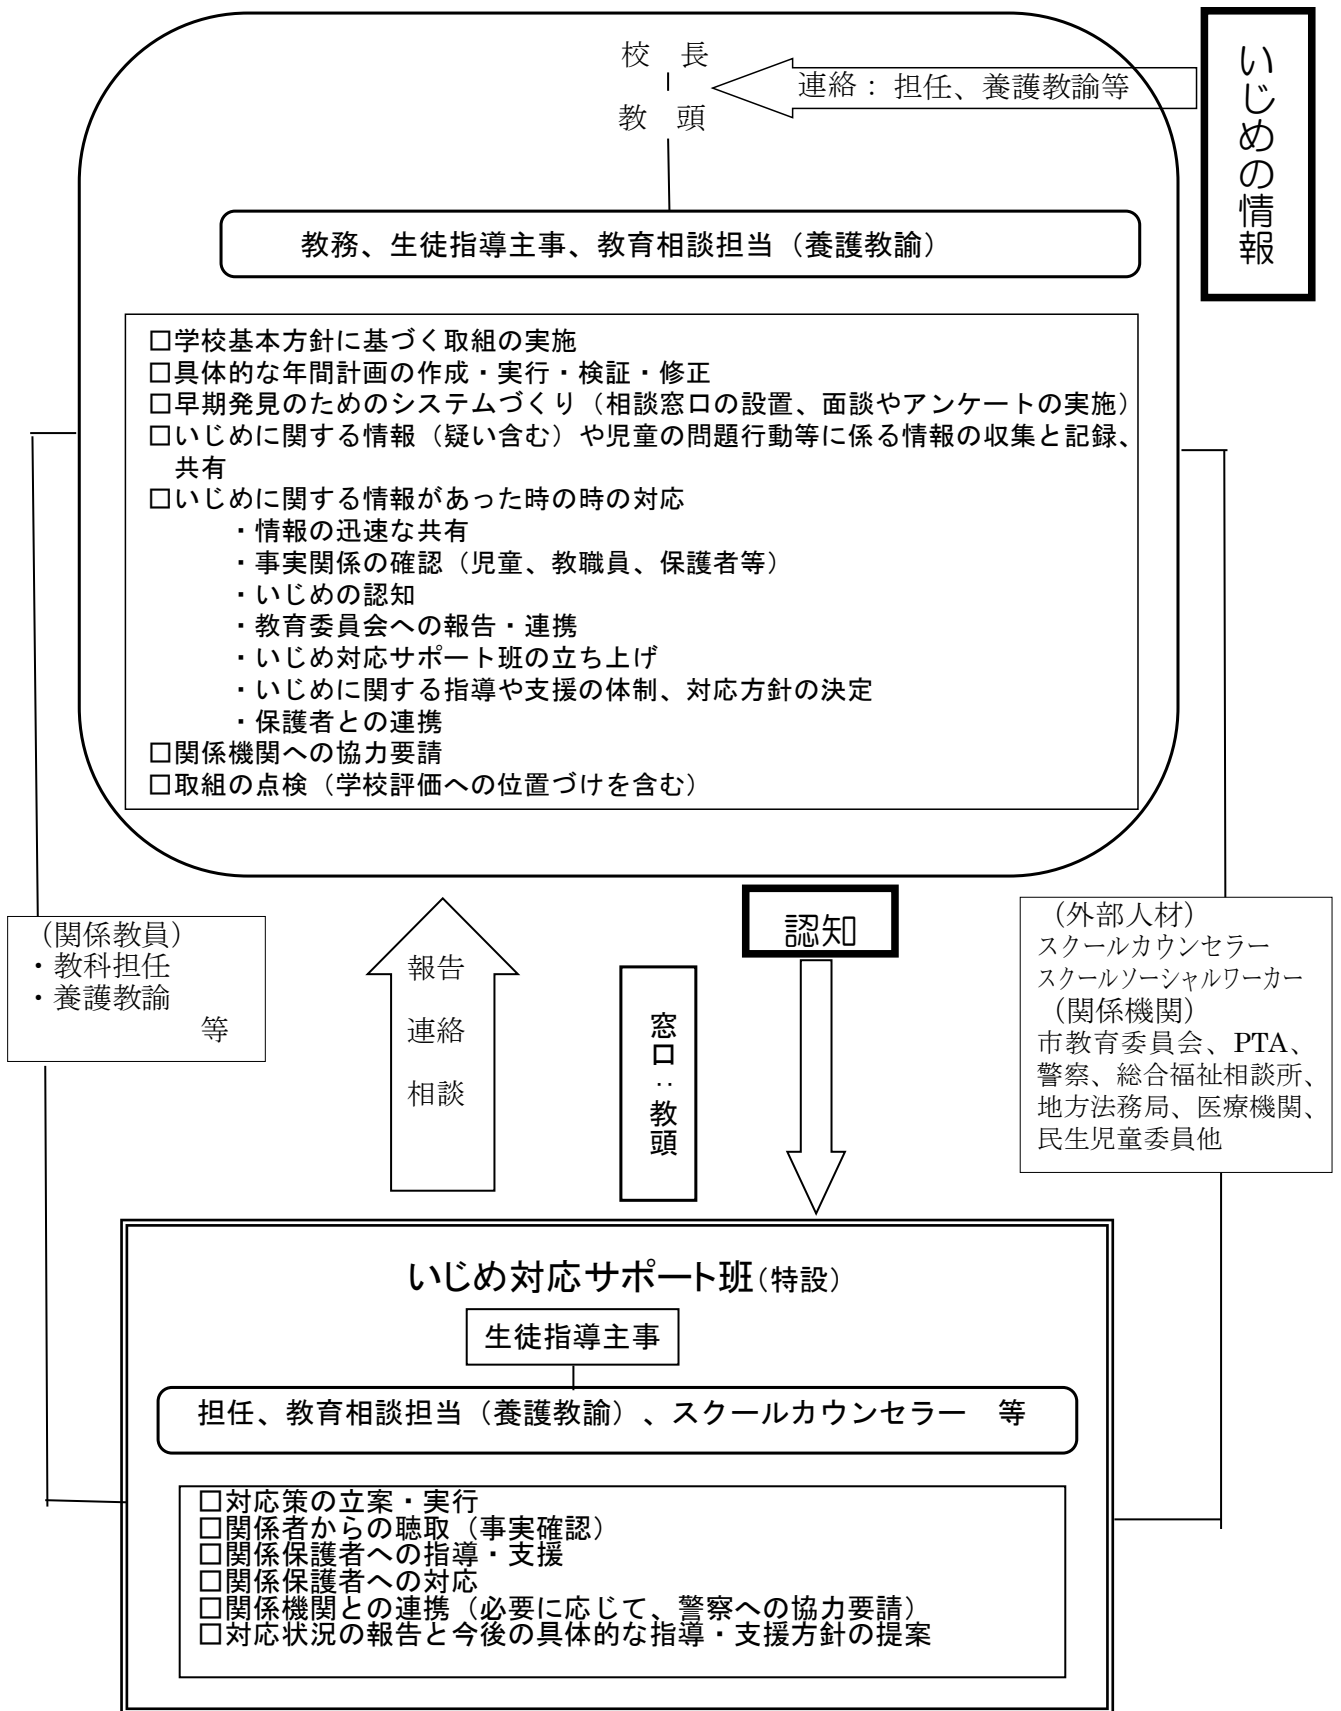 校　長
教　頭
連絡：担任、養護教諭等
いじめの情報
教務、生徒指導主事、教育相談担当（養護教諭）
□学校基本方針に基づく取組の実施
□具体的な年間計画の作成・実行・検証・修正
□早期発見のためのシステムづくり（相談窓口の設置、面談やアンケートの実施）
□いじめに関する情報（疑い含む）や児童の問題行動等に係る情報の収集と記録、
共有
□いじめに関する情報があった時の時の対応
・情報の迅速な共有
・事実関係の確認（児童、教職員、保護者等）
・いじめの認知
・教育委員会への報告・連携
・いじめ対応サポート班の立ち上げ
・いじめに関する指導や支援の体制、対応方針の決定
・保護者との連携
□関係機関への協力要請
□取組の点検（学校評価への位置づけを含む）
（関係教員）
・教科担任
・養護教諭
等
報告
連絡
相談
窓口：教頭
認知
（外部人材）
スクールカウンセラー
スクールソーシャルワーカー
（関係機関）
市教育委員会、PTA、
警察、総合福祉相談所、
地方法務局、医療機関、
民生児童委員他
いじめ対応サポート班（特設）
生徒指導主事
担任、教育相談担当（養護教諭）、スクールカウンセラー　等
□対応策の立案・実行
□関係者からの聴取（事実確認）
□関係保護者への指導・支援
□関係保護者への対応
□関係機関との連携（必要に応じて、警察への協力要請）
□対応状況の報告と今後の具体的な指導・支援方針の提案